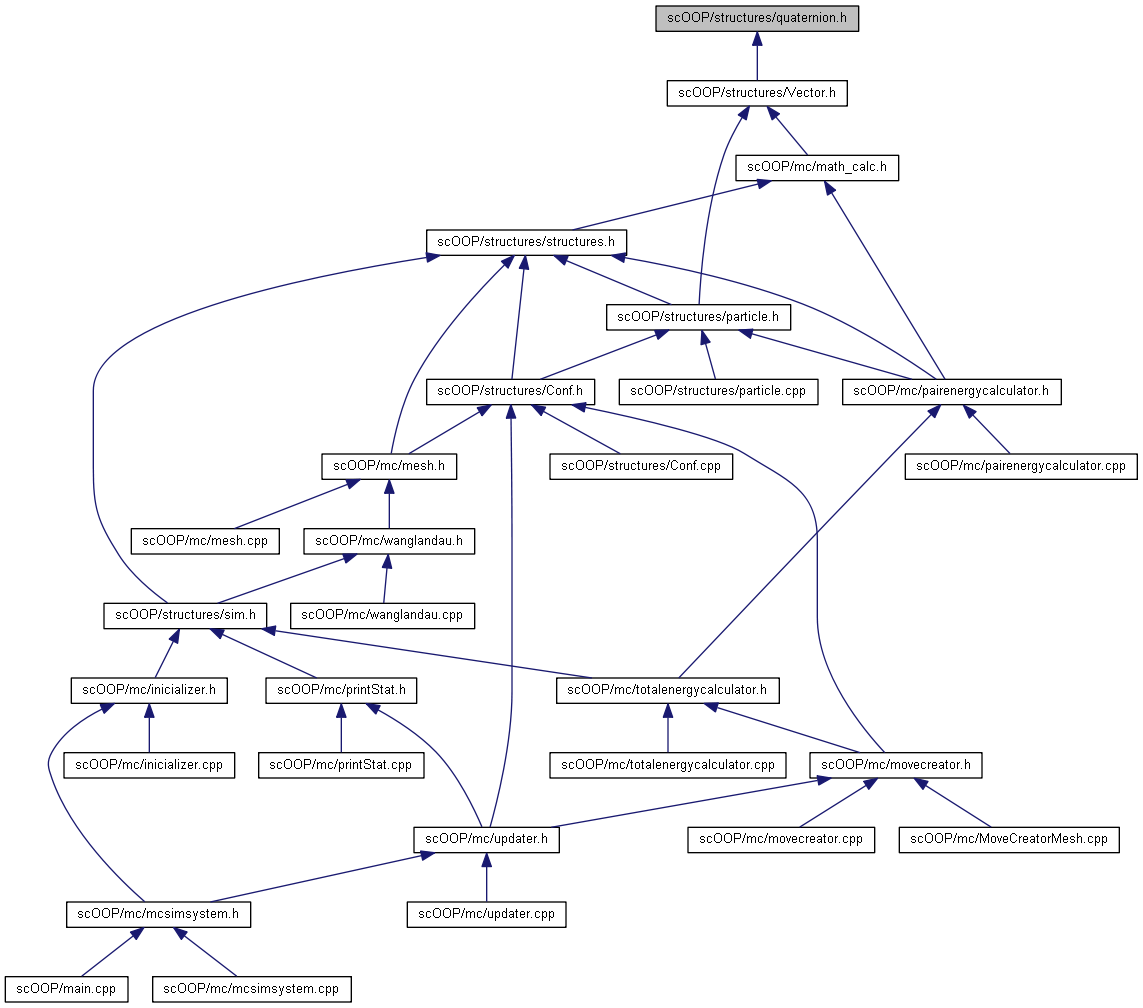 scOOP/structures/quaternion.h
scOOP/structures/Vector.h
scOOP/mc/math_calc.h
scOOP/structures/structures.h
scOOP/structures/particle.h
scOOP/structures/Conf.h
scOOP/structures/particle.cpp
scOOP/mc/pairenergycalculator.h
scOOP/mc/mesh.h
scOOP/structures/Conf.cpp
scOOP/mc/pairenergycalculator.cpp
scOOP/mc/mesh.cpp
scOOP/mc/wanglandau.h
scOOP/structures/sim.h
scOOP/mc/wanglandau.cpp
scOOP/mc/inicializer.h
scOOP/mc/printStat.h
scOOP/mc/totalenergycalculator.h
scOOP/mc/inicializer.cpp
scOOP/mc/printStat.cpp
scOOP/mc/totalenergycalculator.cpp
scOOP/mc/movecreator.h
scOOP/mc/updater.h
scOOP/mc/movecreator.cpp
scOOP/mc/MoveCreatorMesh.cpp
scOOP/mc/mcsimsystem.h
scOOP/mc/updater.cpp
scOOP/main.cpp
scOOP/mc/mcsimsystem.cpp